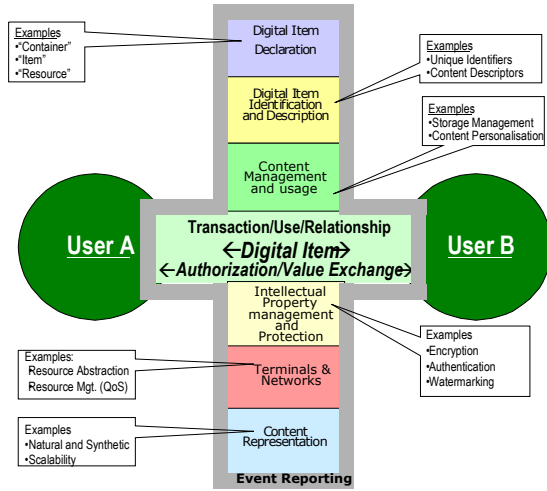 Examples
•"Container"
•"Item"
•"Resource"
Digital Item
Declaration
Examples
•Unique Identifiers
•Content Descriptors
Digital Item
Identification
and Description
Examples
•Storage Management
•Content Personalisation
Content
Management
and usage
User A
Transaction/Use/Relationship
←Digital Item→
←Authorization/Value Exchange→
User B
Intellectual
Property
management
and
Protection
Examples
•Encryption
•Authentication
•Watermarking
Examples:
Resource Abstraction
Resource Mgt. (QoS)
Terminals &
Networks
Examples
•Natural and Synthetic
•Scalability
Content
Representation
Event Reporting